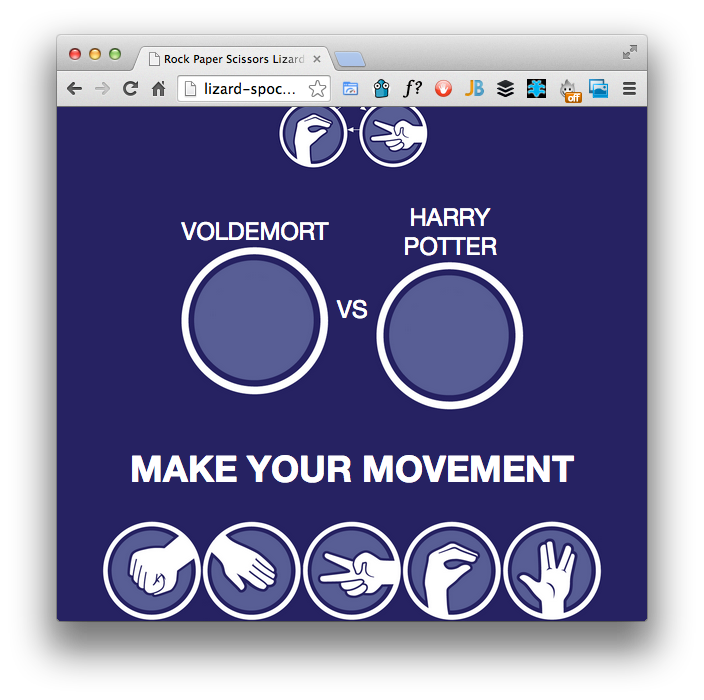 Rock Paper Scissors Lizard
lizard-spoc...
f?
JB
off
VOLDEMORT
HARRY
POTTER
VS
MAKE YOUR MOVEMENT